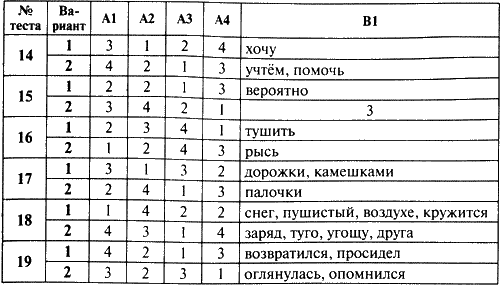 № теста Ва-риант А1 А2 А3 А4 В1
14 1 3 1 2 4 хочу
2 4 2 1 3 учтём, помочь
15 1 2 2 1 3 вероятно
2 3 4 2 1 3
16 1 2 3 4 1 тушить
2 1 2 4 3 рысь
17 1 3 1 3 2 дорожки, камешками
2 2 4 1 3 палочки
18 1 1 4 2 2 снег, пушистый, воздухе, кружится
2 4 3 1 4 заряд, туго, угощу, друга
19 1 4 2 1 3 возвратился, просидел
2 3 2 3 1 оглянулась, опомнился